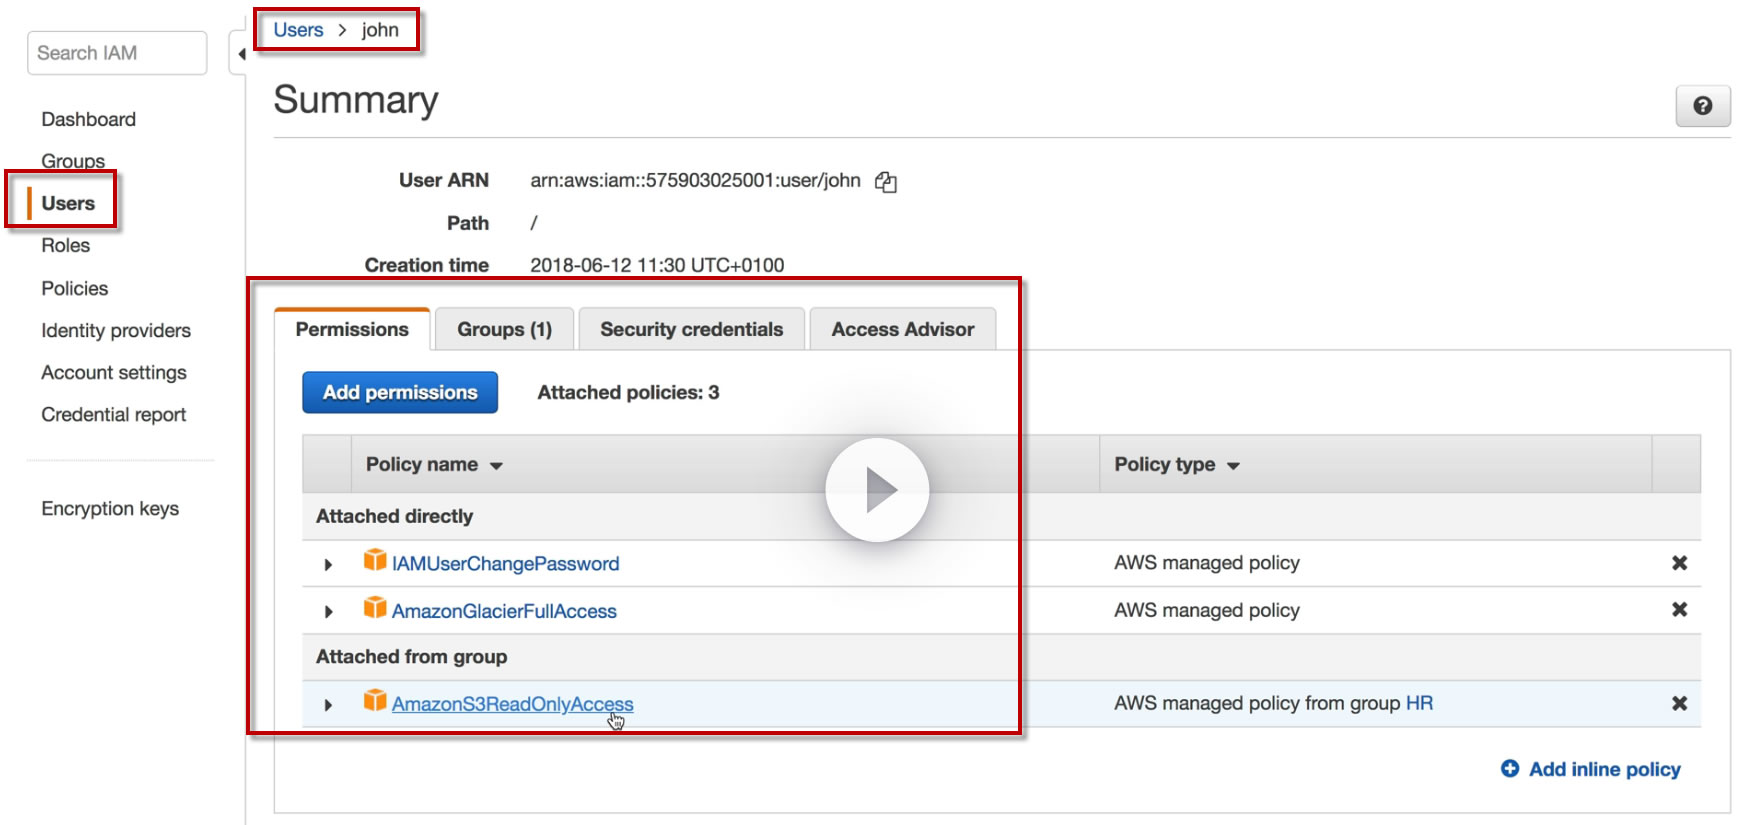 Search IAM
Dashboard
Groups
Users
Roles
Policies
Identity providers
Account settings
Credential report
Encryption keys
Users > john
Summary
?
User ARN arn:aws:iam::575903025001:user/john
Path /
Creation time 2018-06-12 11:30 UTC+0100
Permissions Groups (1) Security credentials Access Advisor
Add permissions Attached policies: 3
Policy name Policy type
Attached directly
IAMUserChangePassword AWS managed policy
AmazonGlacierFullAccess AWS managed policy
Attached from group
AmazonS3ReadOnlyAccess AWS managed policy from group HR
Add inline policy